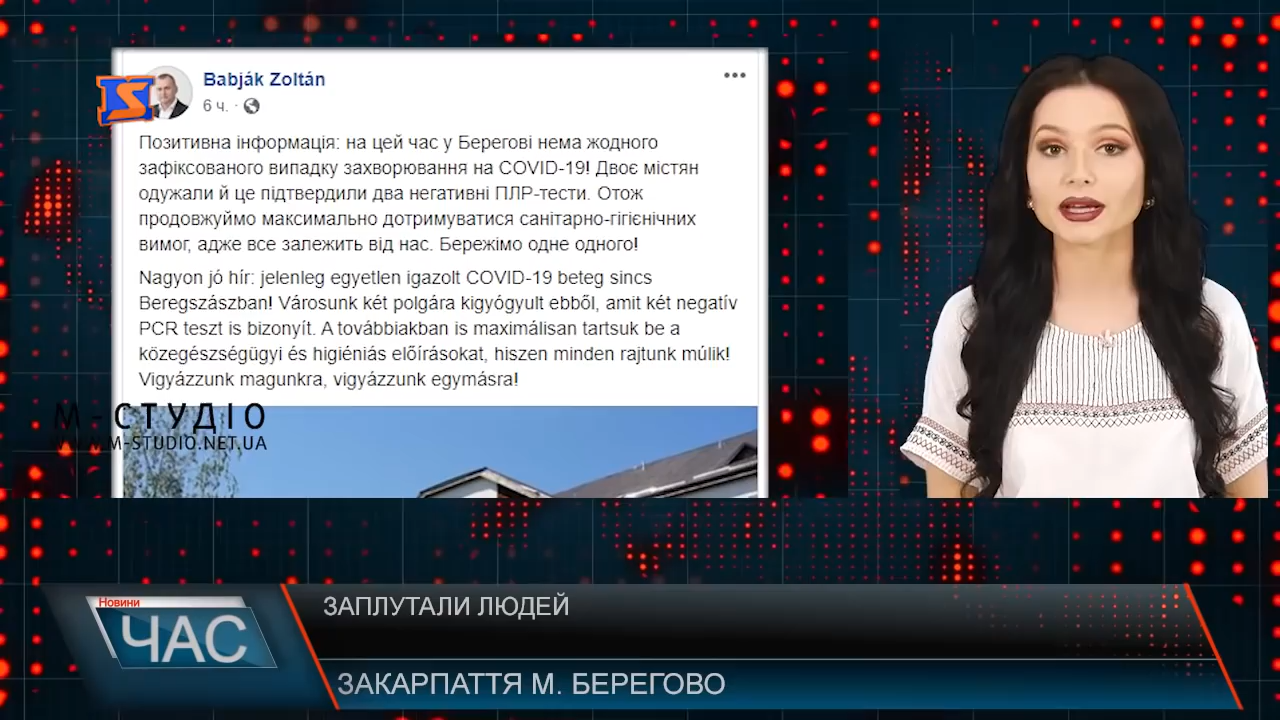 Babják Zoltán
6 ч.
Позитивна інформація: на цей час у Берегові нема жодного
зафіксованого випадку захворювання на COVID-19! Двоє містян
одужали й це підтвердили два негативні ПЛР-тести. Отож
продовжуймо максимально дотримуватися санітарно-гігієнічних
вимог, адже все залежить від нас. Бережімо одне одного!
Nagyon jó hír: jelenleg egyetlen igazolt COVID-19 beteg sincs
Beregszászban! Városunk két polgára kigyógyult ebből, amit két negatív
PCR teszt is bizonyít. A továbbiakban is maximálisan tartsuk be a
közegészségügyi és higiéniás előírásokat, hiszen minden rajtunk múlik!
Vigyázzunk magunkra, vigyázzunk egymásra!
М-СТУДІО
WWW.M-STUDIO.NET.UA
Новини
ЧАС
ЗАПЛУТАЛИ ЛЮДЕЙ
ЗАКАРПАТТЯ М. БЕРЕГОВО